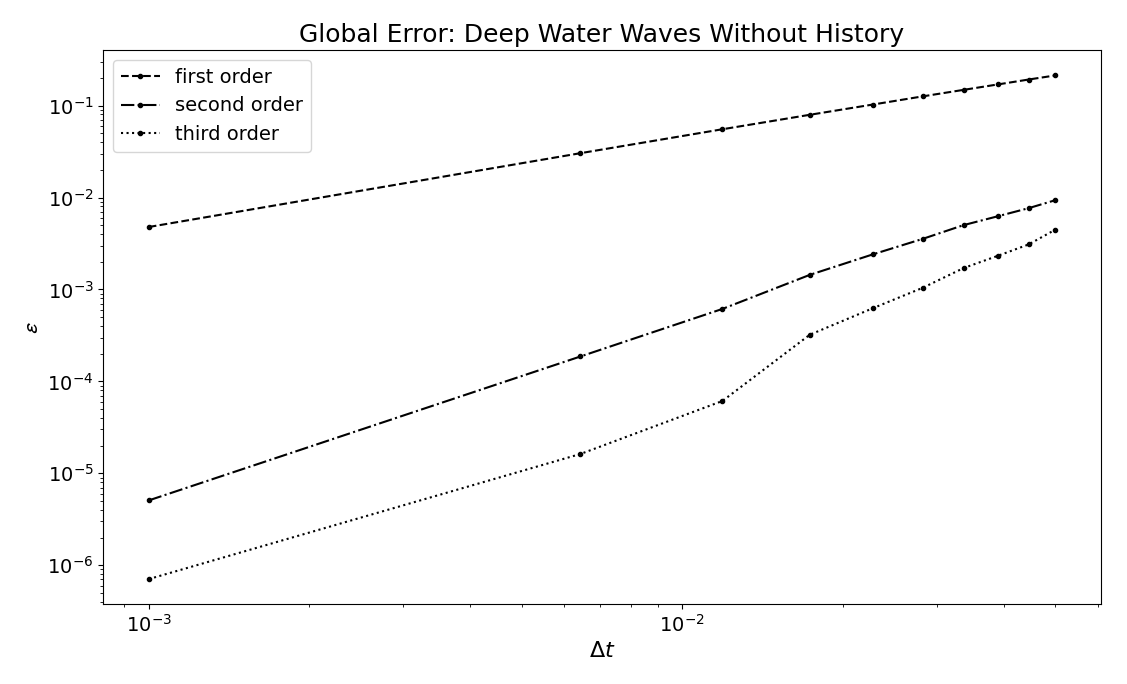 Global Error: Deep Water Waves Without History
first order
second order
third order
10⁻¹
10⁻²
10⁻³
10⁻⁴
10⁻⁵
10⁻⁶
ε
10⁻³
10⁻²
Δt